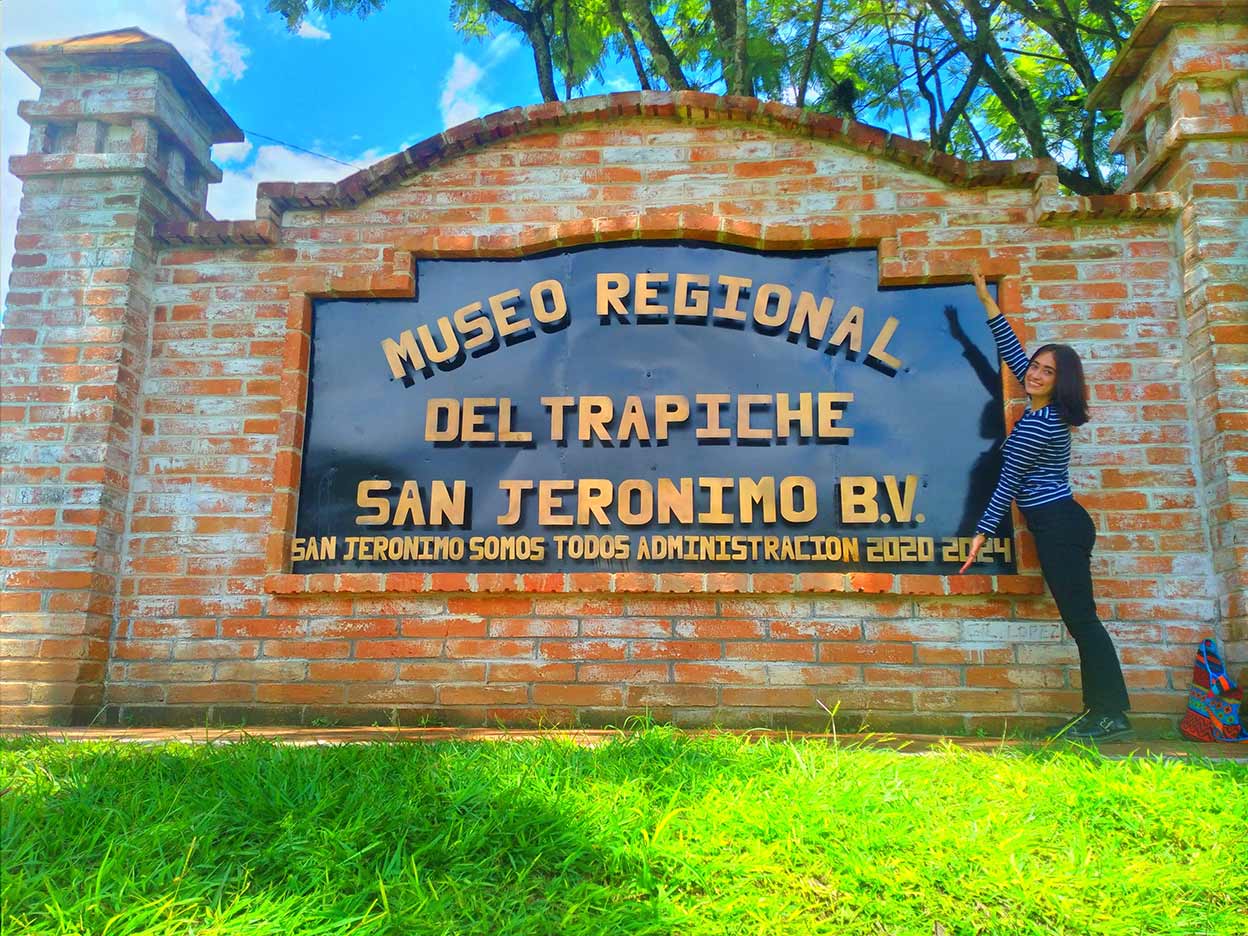 MUSEO REGIONAL
DEL TRAPICHE
SAN JERONIMO B.V.
SAN JERONIMO SOMOS TODOS ADMINISTRACION 2020 2024